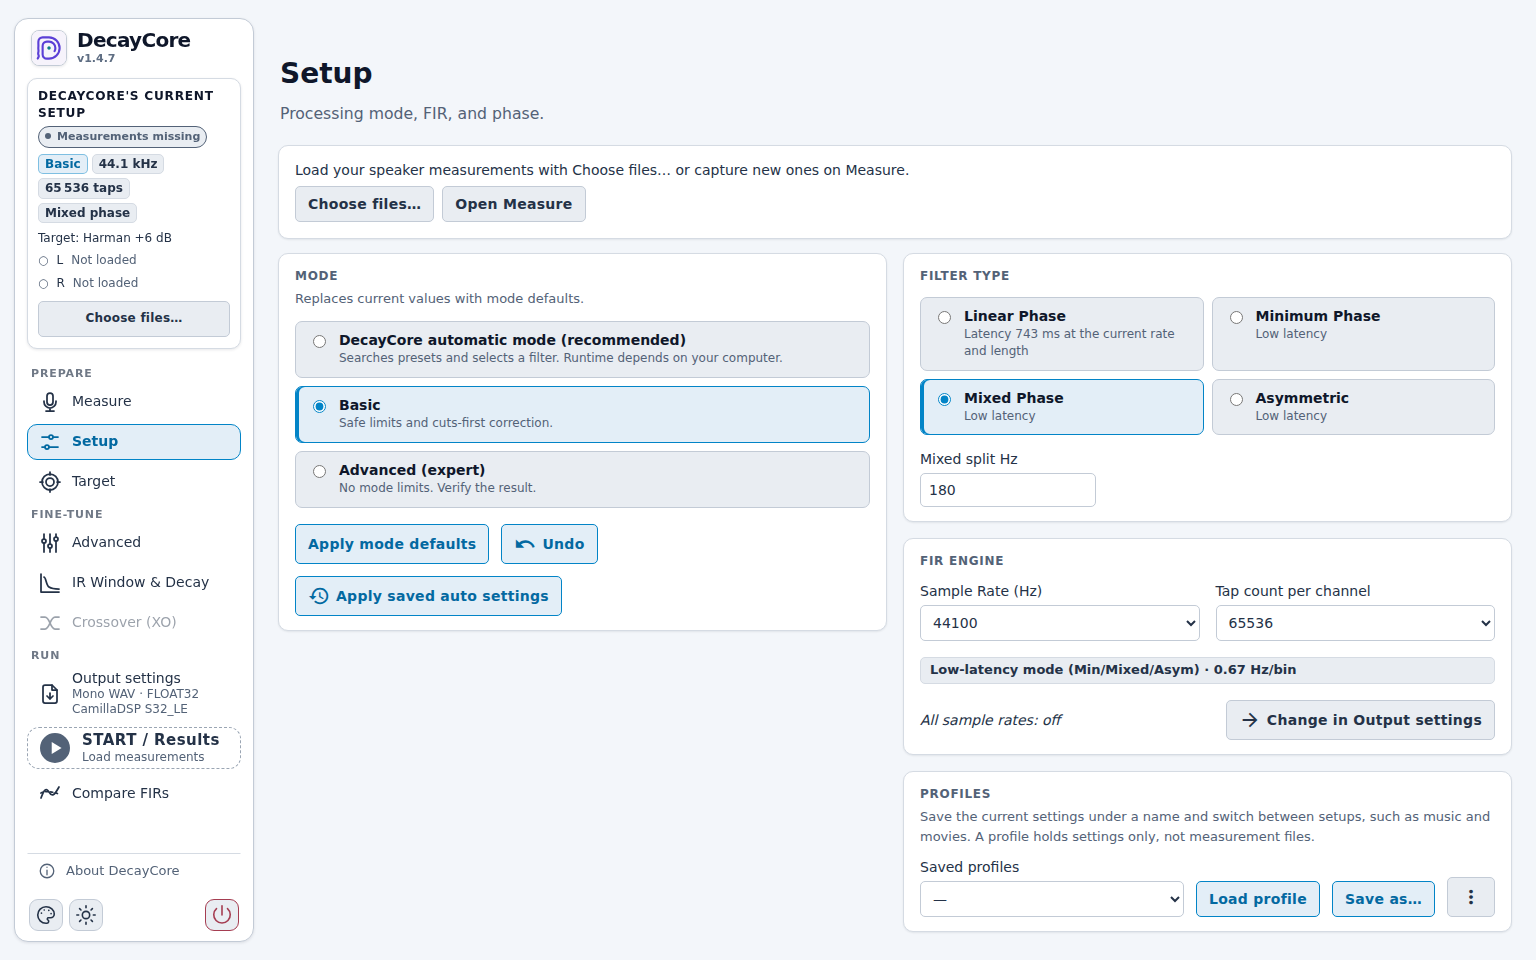 DecayCore
v1.4.7
DECAYCORE'S CURRENT
SETUP
Measurements missing
Basic
44.1 kHz
65 536 taps
Mixed phase
Target: Harman +6 dB
L Not loaded
R Not loaded
Choose files…
PREPARE
Measure
Setup
Target
FINE-TUNE
Advanced
IR Window & Decay
Crossover (XO)
RUN
Output settings
Mono WAV · FLOAT32
CamillaDSP S32_LE
START / Results
Load measurements
Compare FIRs
About DecayCore
Setup
Processing mode, FIR, and phase.
Load your speaker measurements with Choose files… or capture new ones on Measure.
Choose files…
Open Measure
MODE
Replaces current values with mode defaults.
DecayCore automatic mode (recommended)
Searches presets and selects a filter. Runtime depends on your computer.
Basic
Safe limits and cuts-first correction.
Advanced (expert)
No mode limits. Verify the result.
Apply mode defaults
Undo
Apply saved auto settings
FILTER TYPE
Linear Phase
Latency 743 ms at the current rate
and length
Minimum Phase
Low latency
Mixed Phase
Low latency
Asymmetric
Low latency
Mixed split Hz
180
FIR ENGINE
Sample Rate (Hz)
44100
Tap count per channel
65536
Low-latency mode (Min/Mixed/Asym) · 0.67 Hz/bin
All sample rates: off
Change in Output settings
PROFILES
Save the current settings under a name and switch between setups, such as music and
movies. A profile holds settings only, not measurement files.
Saved profiles
—
Load profile
Save as…